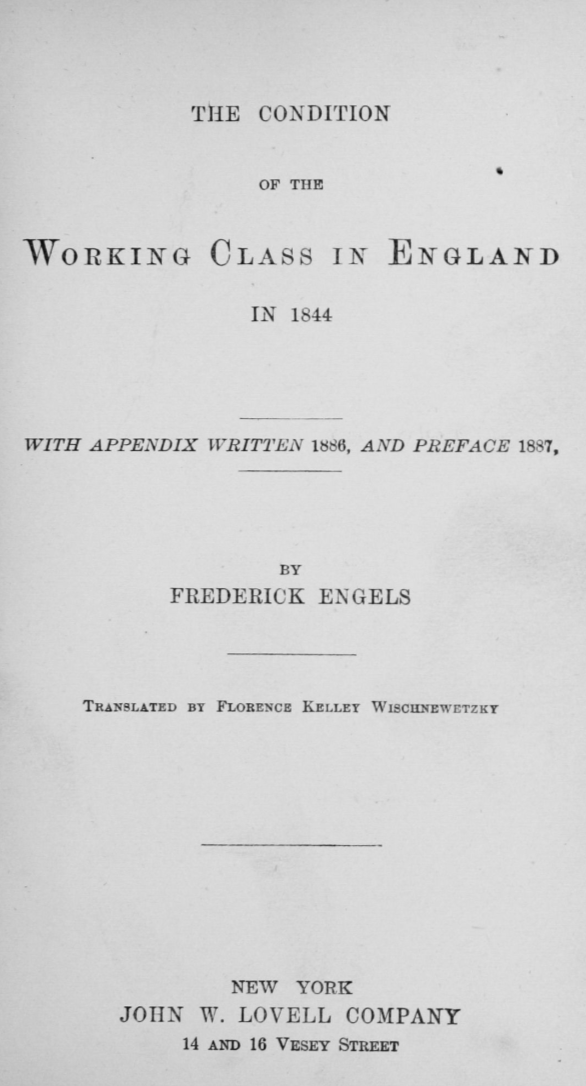 THE CONDITION
OF THE
WORKING CLASS IN ENGLAND
IN 1844
WITH APPENDIX WRITTEN 1886, AND PREFACE 1887,
BY
FREDERICK ENGELS
TRANSLATED BY FLORENCE KELLEY WISCHNEWETZKY
NEW YORK
JOHN W. LOVELL COMPANY
14 AND 16 VESEY STREET